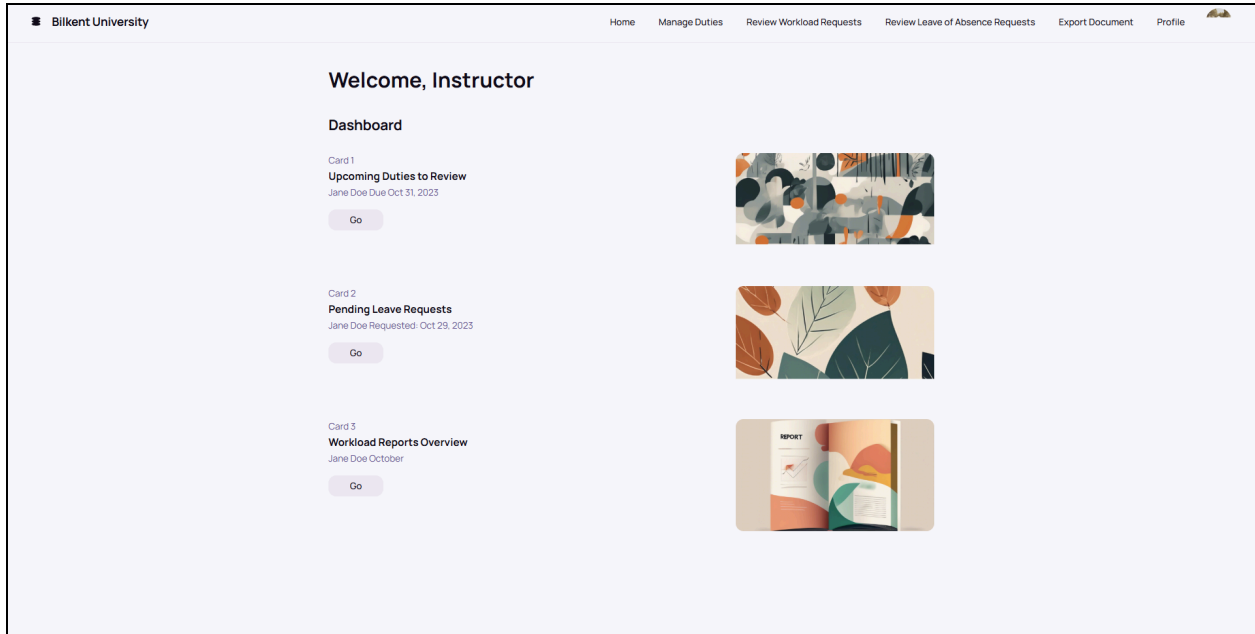 Bilkent University
Home Manage Duties Review Workload Requests Review Leave of Absence Requests Export Document Profile
Welcome, Instructor
Dashboard
Card 1
Upcoming Duties to Review
Jane Doe Due Oct 31, 2023
Go
Card 2
Pending Leave Requests
Jane Doe Requested: Oct 29, 2023
Go
Card 3
Workload Reports Overview
Jane Doe October
Go
REPORT